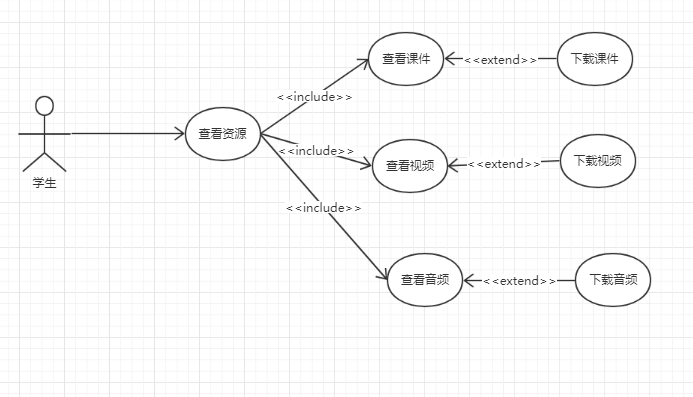 查看课件
<<extend>>
下载课件
<<include>>
查看资源
<<include>>
查看视频
<<extend>>
下载视频
学生
<<include>>
查看音频
<<extend>>
下载音频